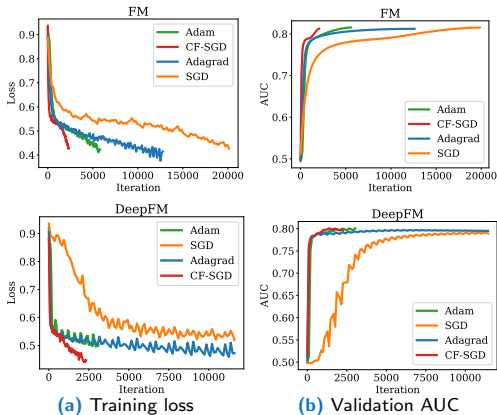 FM
Loss
0.9
0.8
0.7
0.6
0.5
0.4
Adam
CF-SGD
Adagrad
SGD
0 5000 10000 15000 20000
Iteration
FM
AUC
0.8
0.7
0.6
0.5
Adam
CF-SGD
Adagrad
SGD
0 5000 10000 15000 20000
Iteration
DeepFM
Loss
0.9
0.8
0.7
0.6
0.5
Adam
SGD
Adagrad
CF-SGD
0 2500 5000 7500 10000
Iteration
DeepFM
AUC
0.80
0.75
0.70
0.65
0.60
0.55
0.50
Adam
SGD
Adagrad
CF-SGD
0 2500 5000 7500 10000
Iteration
(a) Training loss
(b) Validation AUC